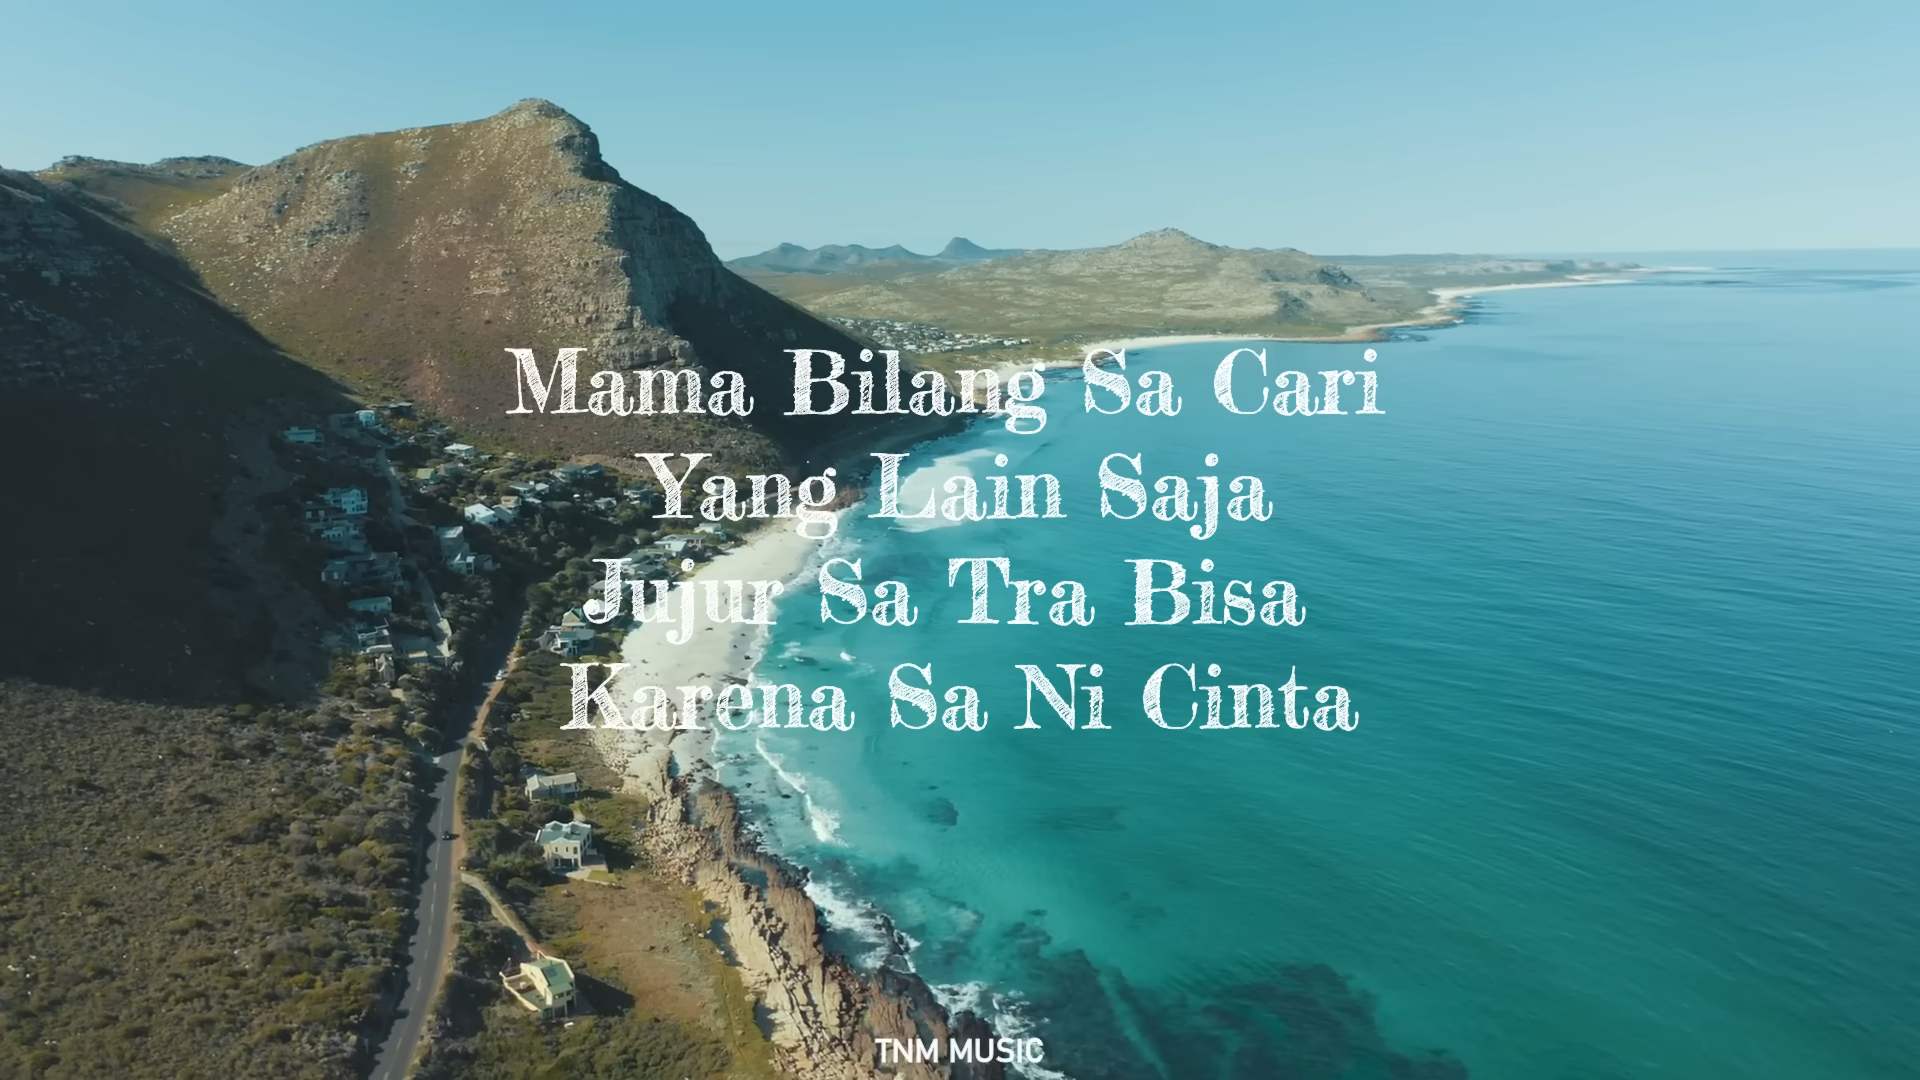 Mama Bilang Sa Cari
Yang Lain Saja
Jujur Sa Tra Bisa
Karena Sa Ni Cinta
TNM MUSIC